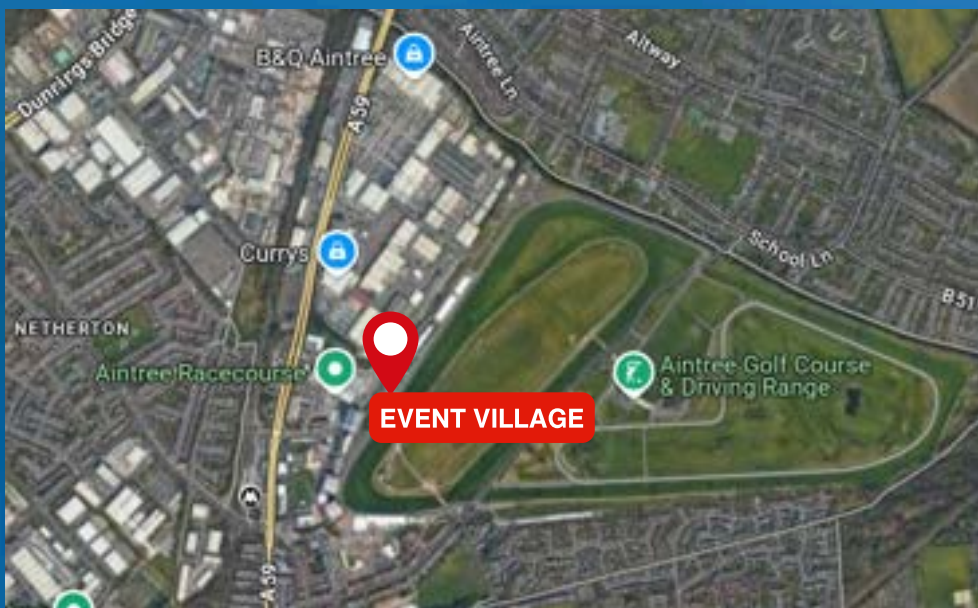 Dunnings Bridge
B&Q Aintree
A59
Aintree Ln
Altway
Currys
School Ln
B51
NETHERTON
Aintree Racecourse
Aintree Golf Course
& Driving Range
EVENT VILLAGE
A59